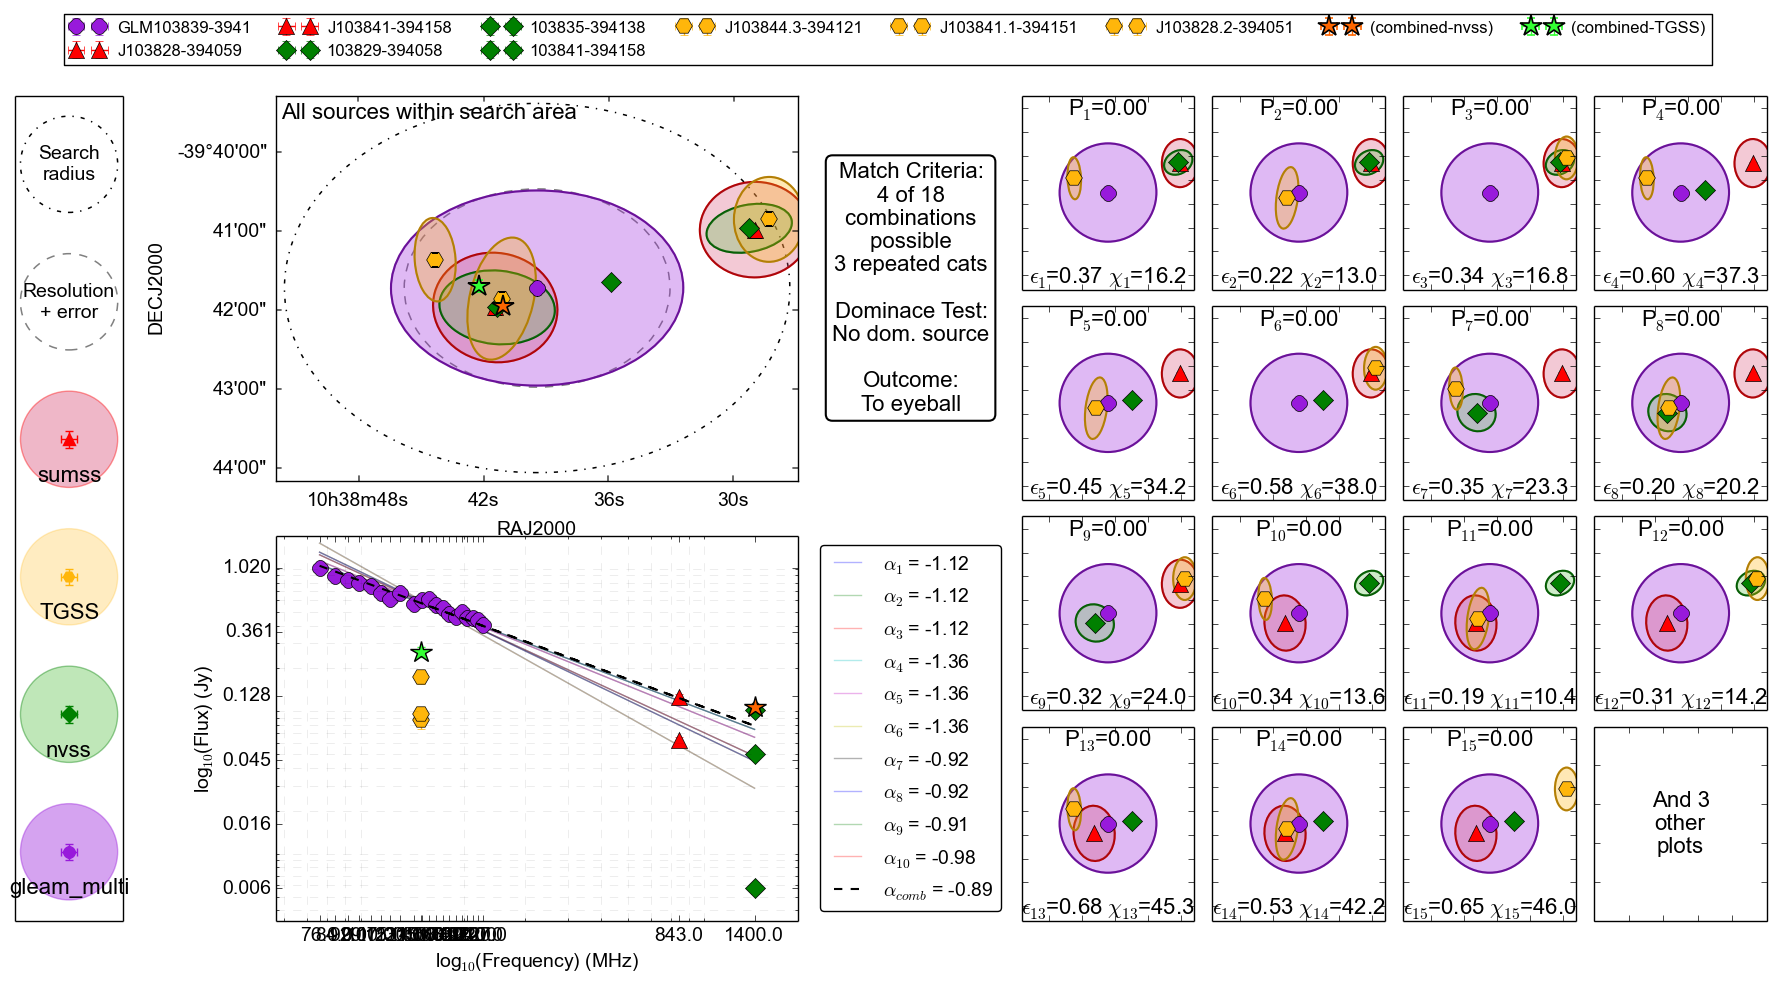 GLM103839-3941 J103841-394158 103835-394138 J103844.3-394121 J103841.1-394151 J103828.2-394051 (combined-nvss) (combined-TGSS)
J103828-394059 103829-394058 103841-394158
Search
radius
Resolution
+ error
sumss
TGSS
nvss
gleam_multi
All sources within search area
DECJ2000
-39°40'00"
41'00"
42'00"
43'00"
44'00"
10h38m48s 42s 36s 30s
RAJ2000
Match Criteria:
4 of 18
combinations
possible
3 repeated cats
Dominace Test:
No dom. source
Outcome:
To eyeball
log10(Flux) (Jy)
1.020
0.361
0.128
0.045
0.016
0.006
843.0 1400.0
log10(Frequency) (MHz)
α1 = -1.12
α2 = -1.12
α3 = -1.12
α4 = -1.36
α5 = -1.36
α6 = -1.36
α7 = -0.92
α8 = -0.92
α9 = -0.91
α10 = -0.98
αcomb = -0.89
P1=0.00 P2=0.00 P3=0.00 P4=0.00
ϵ1=0.37 χ1=16.2 ϵ2=0.22 χ2=13.0 ϵ3=0.34 χ3=16.8 ϵ4=0.60 χ4=37.3
P5=0.00 P6=0.00 P7=0.00 P8=0.00
ϵ5=0.45 χ5=34.2 ϵ6=0.58 χ6=38.0 ϵ7=0.35 χ7=23.3 ϵ8=0.20 χ8=20.2
P9=0.00 P10=0.00 P11=0.00 P12=0.00
ϵ9=0.32 χ9=24.0 ϵ10=0.34 χ10=13.6 ϵ11=0.19 χ11=10.4 ϵ12=0.31 χ12=14.2
P13=0.00 P14=0.00 P15=0.00
ϵ13=0.68 χ13=45.3 ϵ14=0.53 χ14=42.2 ϵ15=0.65 χ15=46.0
And 3
other
plots